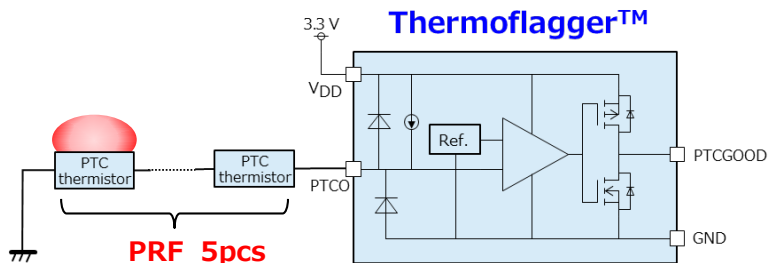 Thermoflagger™
3.3 V
VDD
PTC
thermistor
PTC
thermistor
PTCO
Ref.
PTCGOOD
GND
PRF 5pcs